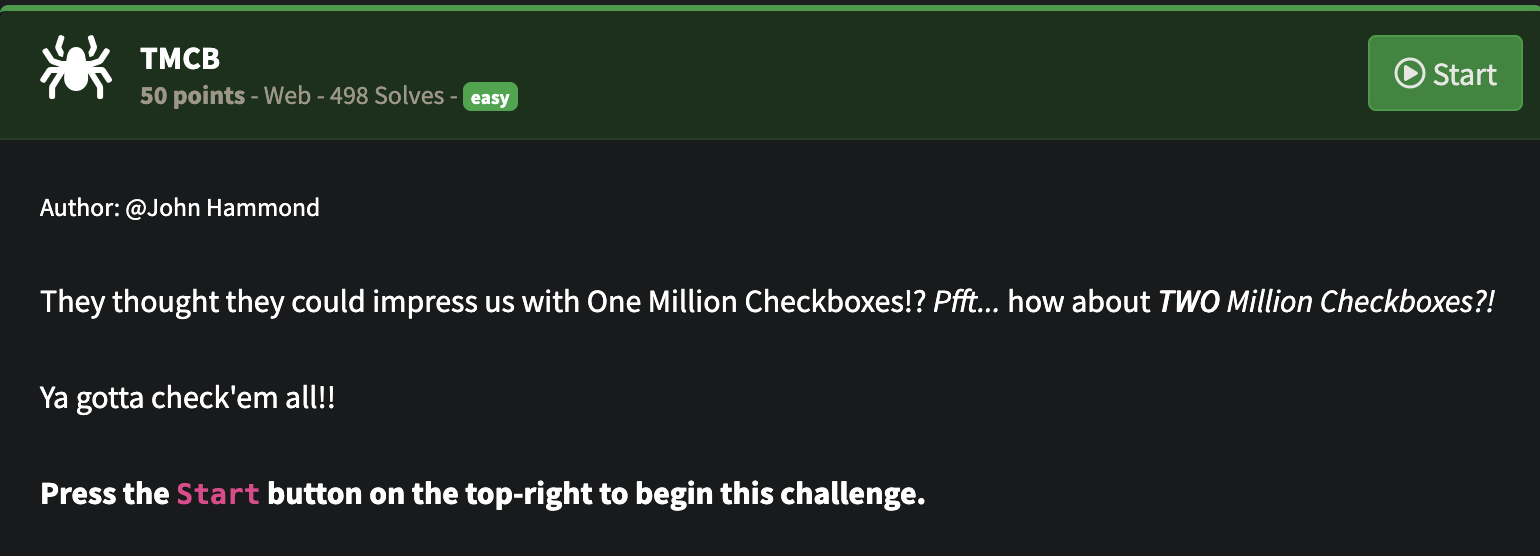 TMCB
50 points - Web - 498 Solves - easy
Start
Author: @John Hammond
They thought they could impress us with One Million Checkboxes!? Pfft... how about TWO Million Checkboxes?!
Ya gotta check'em all!!
Press the Start button on the top-right to begin this challenge.